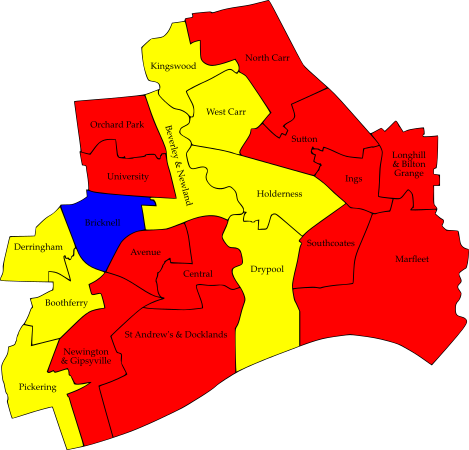 North Carr
Kingswood
West Carr
Orchard Park
Beverley & Newland
Sutton
Longhill
& Bilton
Grange
University
Ings
Holderness
Bricknell
Derringham
Avenue
Southcoates
Marfleet
Central
Drypool
Boothferry
St Andrew's & Docklands
Newington
& Gipsyville
Pickering